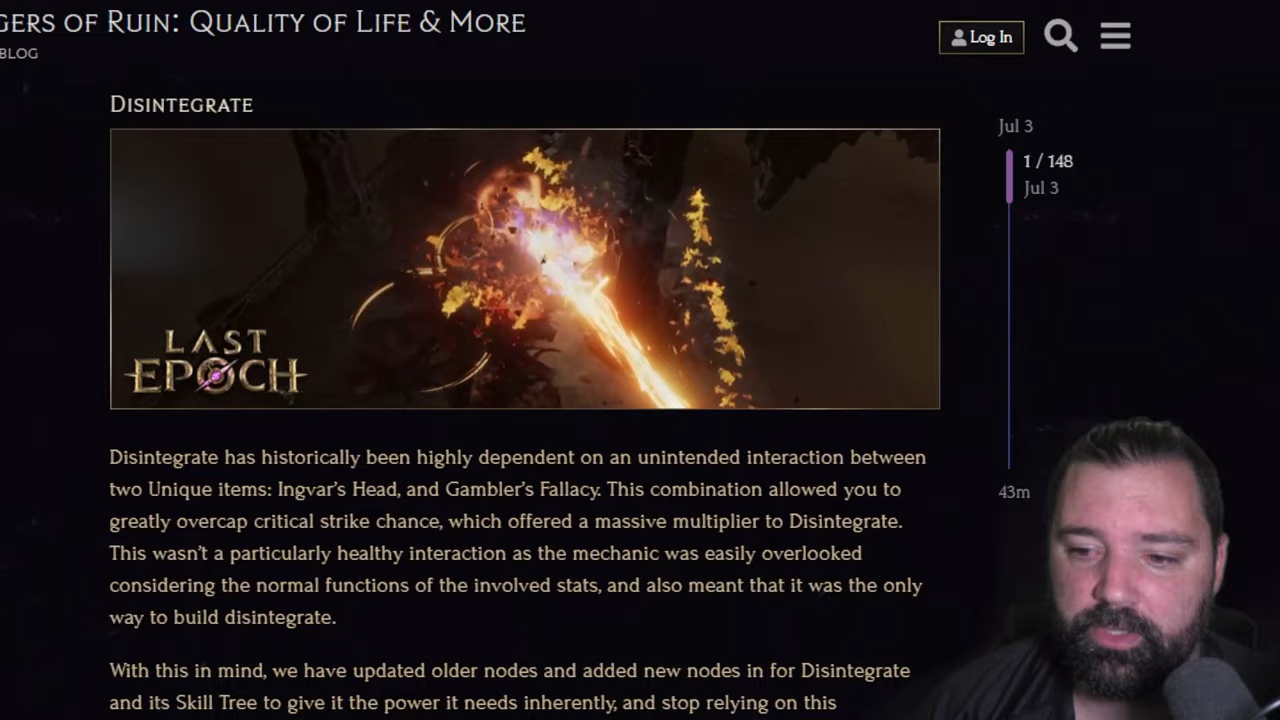 gers of Ruin: Quality of Life & More
BLOG
Log In
Disintegrate
Jul 3
1 / 148
Jul 3
LAST
EPOCH
Disintegrate has historically been highly dependent on an unintended interaction between
two Unique items: Ingvar's Head, and Gambler's Fallacy. This combination allowed you to
greatly overcap critical strike chance, which offered a massive multiplier to Disintegrate.
This wasn't a particularly healthy interaction as the mechanic was easily overlooked
considering the normal functions of the involved stats, and also meant that it was the only
way to build disintegrate.
43m
With this in mind, we have updated older nodes and added new nodes in for Disintegrate
and its Skill Tree to give it the power it needs inherently, and stop relying on this